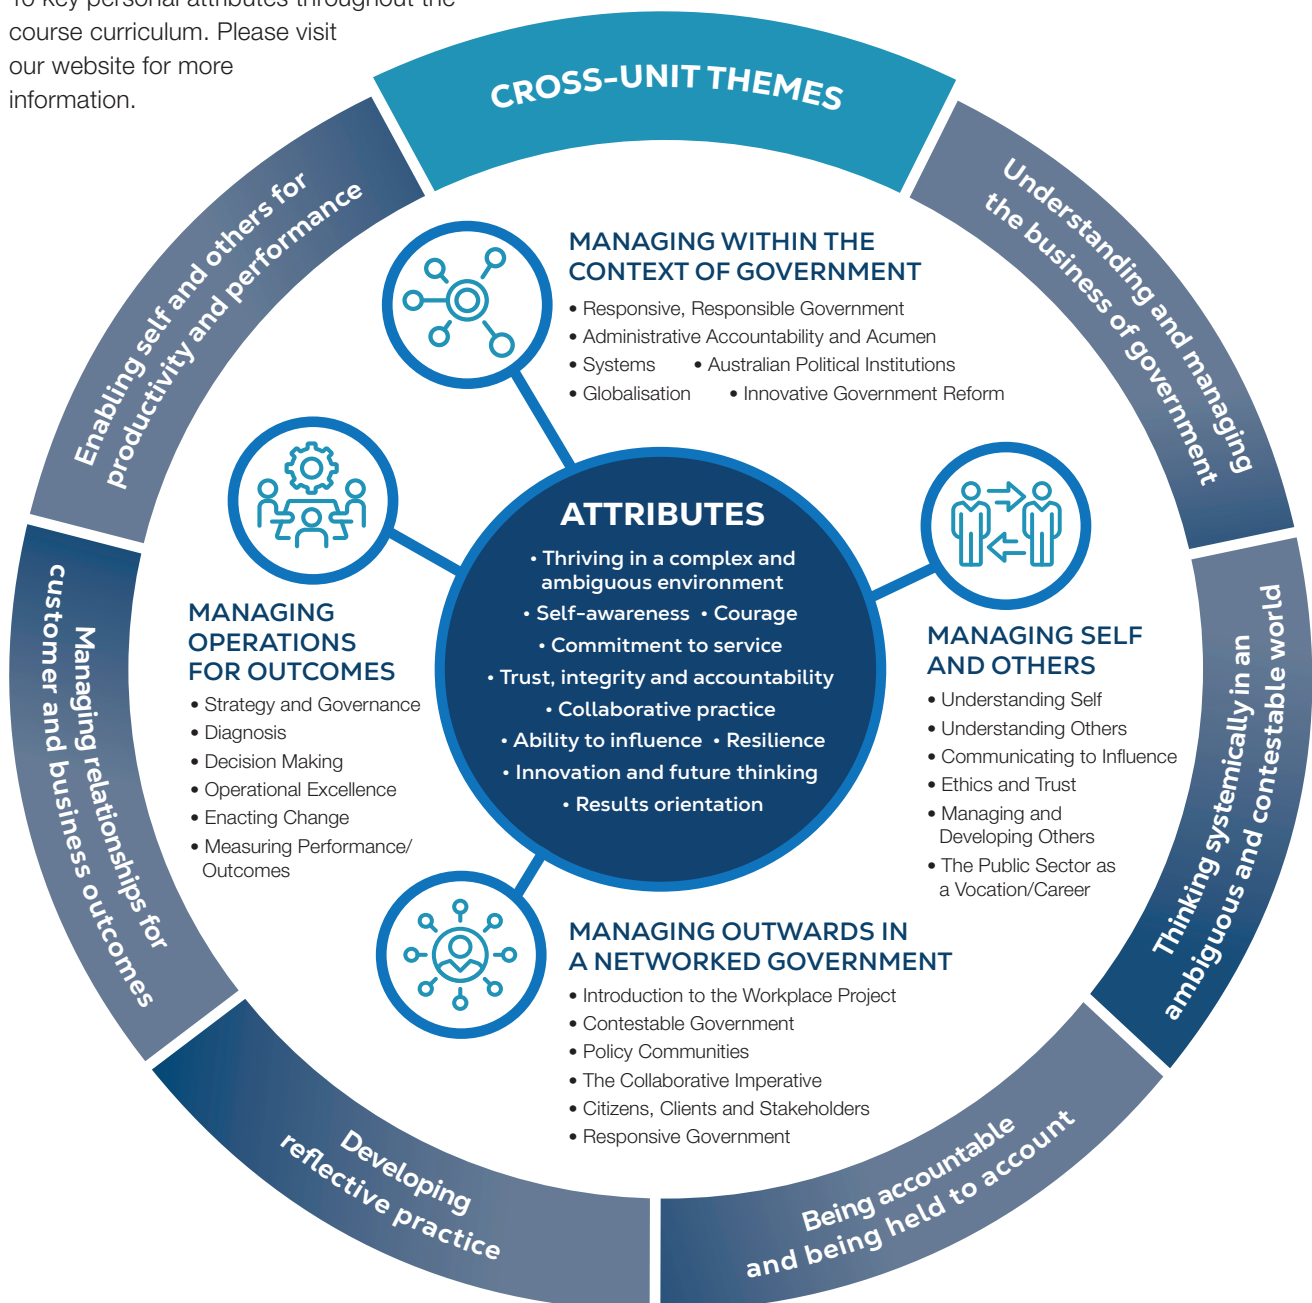 10 key personal attributes throughout the
course curriculum. Please visit
our website for more
information.
CROSS-UNIT THEMES
Understanding and managing
the business of government
Thinking systemically in an
ambiguous and contestable world
Being accountable
and being held to account
Developing
reflective practice
Managing relationships for
customer and business outcomes
Enabling self and others for
productivity and performance
MANAGING WITHIN THE
CONTEXT OF GOVERNMENT
• Responsive, Responsible Government
• Administrative Accountability and Acumen
• Systems • Australian Political Institutions
• Globalisation • Innovative Government Reform
ATTRIBUTES
• Thriving in a complex and
ambiguous environment
• Self-awareness • Courage
• Commitment to service
• Trust, integrity and accountability
• Collaborative practice
• Ability to influence • Resilience
• Innovation and future thinking
• Results orientation
MANAGING SELF
AND OTHERS
• Understanding Self
• Understanding Others
• Communicating to Influence
• Ethics and Trust
• Managing and
Developing Others
• The Public Sector as
a Vocation/Career
MANAGING
OPERATIONS
FOR OUTCOMES
• Strategy and Governance
• Diagnosis
• Decision Making
• Operational Excellence
• Enacting Change
• Measuring Performance/
Outcomes
MANAGING OUTWARDS IN
A NETWORKED GOVERNMENT
• Introduction to the Workplace Project
• Contestable Government
• Policy Communities
• The Collaborative Imperative
• Citizens, Clients and Stakeholders
• Responsive Government